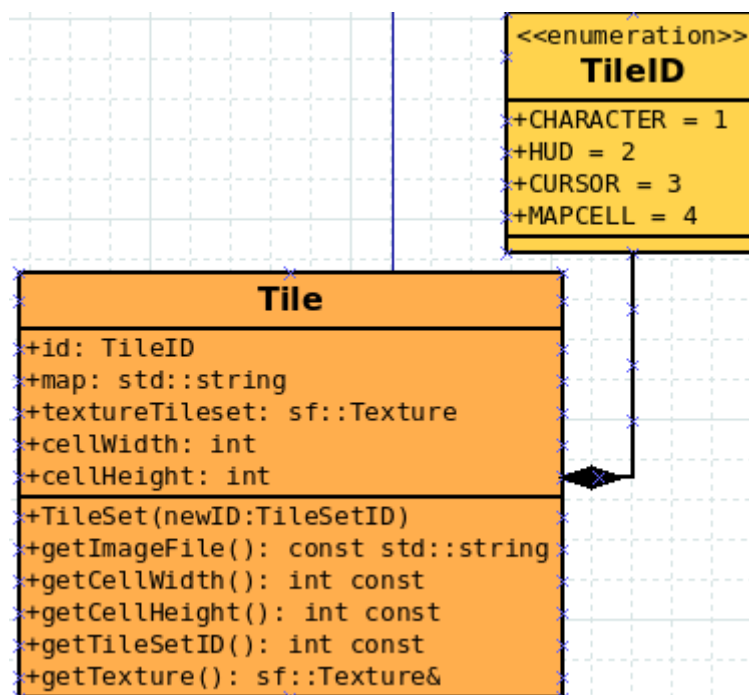 <<enumeration>>
TileID
+CHARACTER = 1
+HUD = 2
+CURSOR = 3
+MAPCELL = 4
Tile
+id: TileID
+map: std::string
+textureTileset: sf::Texture
+cellWidth: int
+cellHeight: int
+TileSet(newID:TileSetID)
+getImageFile(): const std::string
+getCellWidth(): int const
+getCellHeight(): int const
+getTileSetID(): int const
+getTexture(): sf::Texture&